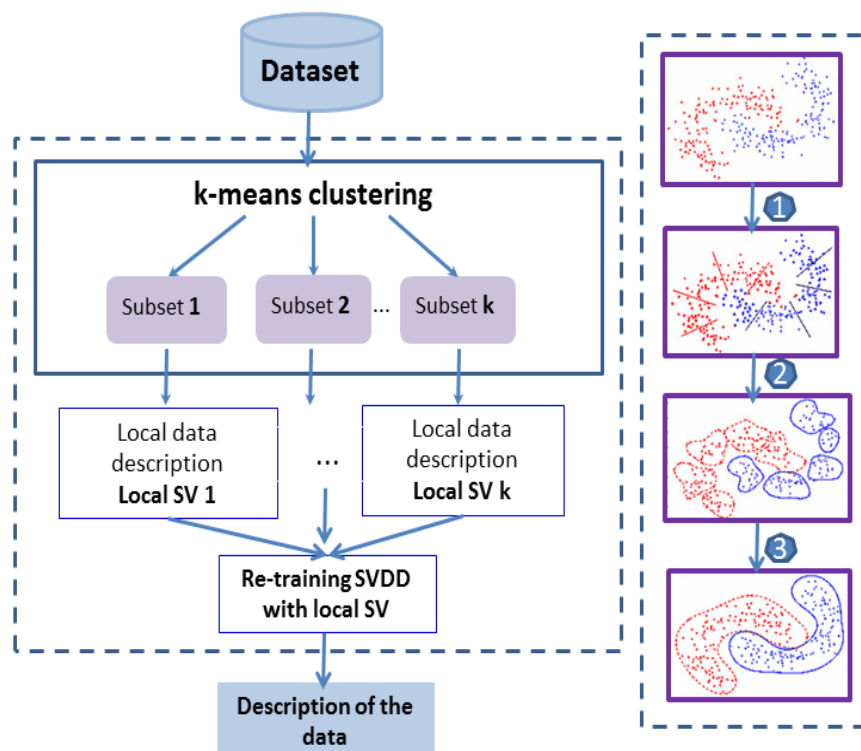 Dataset
k-means clustering
Subset 1
Subset 2
...
Subset k
Local data
description
Local SV 1
...
Local data
description
Local SV k
Re-training SVDD
with local SV
Description of the
data
1
2
3